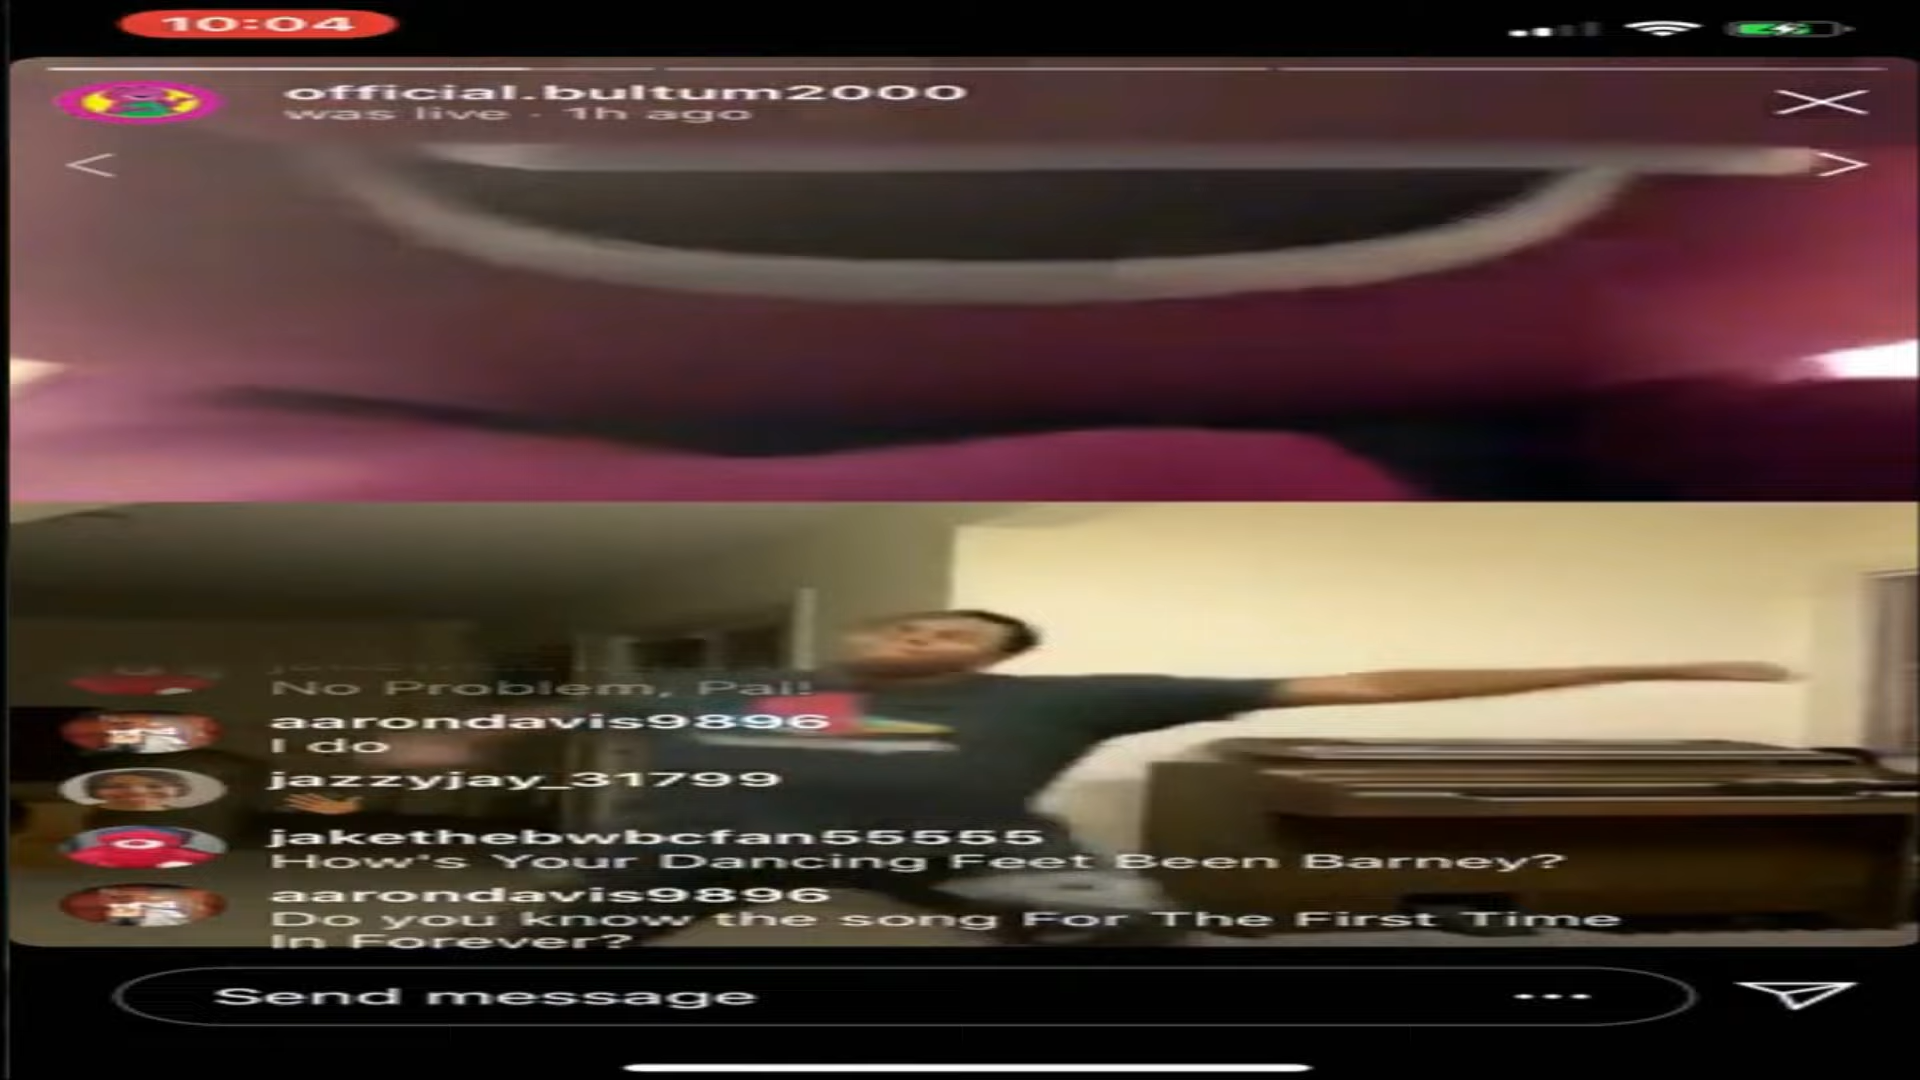 10:04
official.bultum2000
was live · 1h ago
No Problem, Pal!
aarondavis9896
I do
jazzyjay_31799
jakethebwbcfan55555
How's Your Dancing Feet Been Barney?
aarondavis9896
Do you know the song For The First Time
In Forever?
Send message